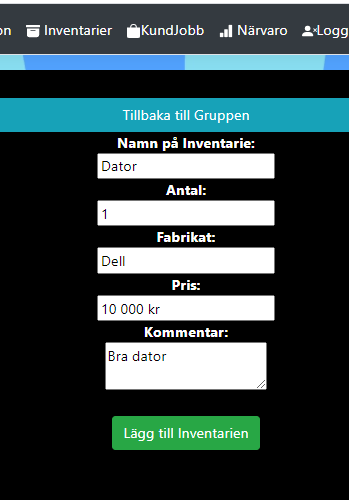 on Inventarier KundJobb Närvaro Logg
Tillbaka till Gruppen
Namn på Inventarie:
Dator
Antal:
1
Fabrikat:
Dell
Pris:
10 000 kr
Kommentar:
Bra dator
Lägg till Inventarien